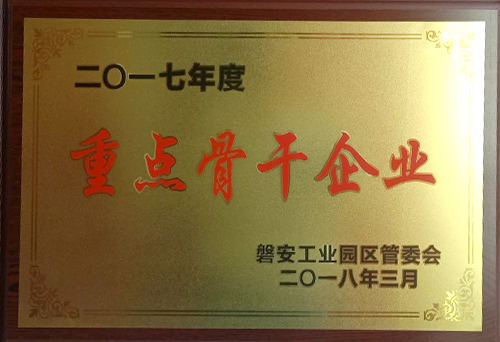 二〇一七年度
重点骨干企业
磐安工业园区管委会
二〇一八年三月